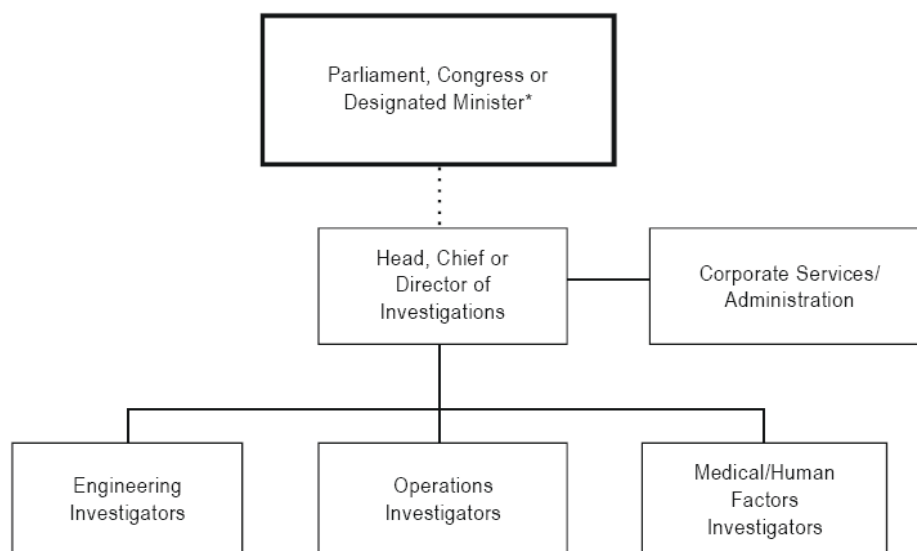 Parliament, Congress or
Designated Minister*
Head, Chief or
Director of
Investigations
Corporate Services/
Administration
Engineering
Investigators
Operations
Investigators
Medical/Human
Factors
Investigators